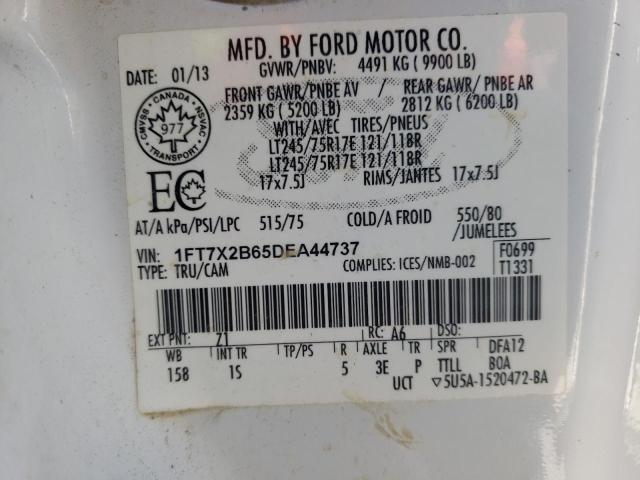 MFD. BY FORD MOTOR CO.
DATE: 01/13
GVWR/PNBV: 4491 KG ( 9900 LB)
FRONT GAWR/PNBE AV / REAR GAWR/ PNBE AR
2359 KG ( 5200 LB) 2812 KG ( 6200 LB)
WITH/AVEC TIRES/PNEUS
LT245/75R17E 121/118R
LT245/75R17E 121/118R
17x7.5J RIMS/JANTES 17x7.5J
CANADA
CMVSS 977 NSVAC
TRANSPORT
EC
AT/A kPa/PSI/LPC 515/75 COLD/A FROID 550/80
/JUMELEES
VIN: 1FT7X2B65DEA44737
TYPE: TRU/CAM COMPLIES: ICES/NMB-002
F0699
T1331
EXT PNT: Z1 RC: A6 DSO:
WB INT TR TP/PS R AXLE TR SPR DFA12
158 1S 5 3E P TTLL BOA
UCT ▽5U5A-1520472-BA